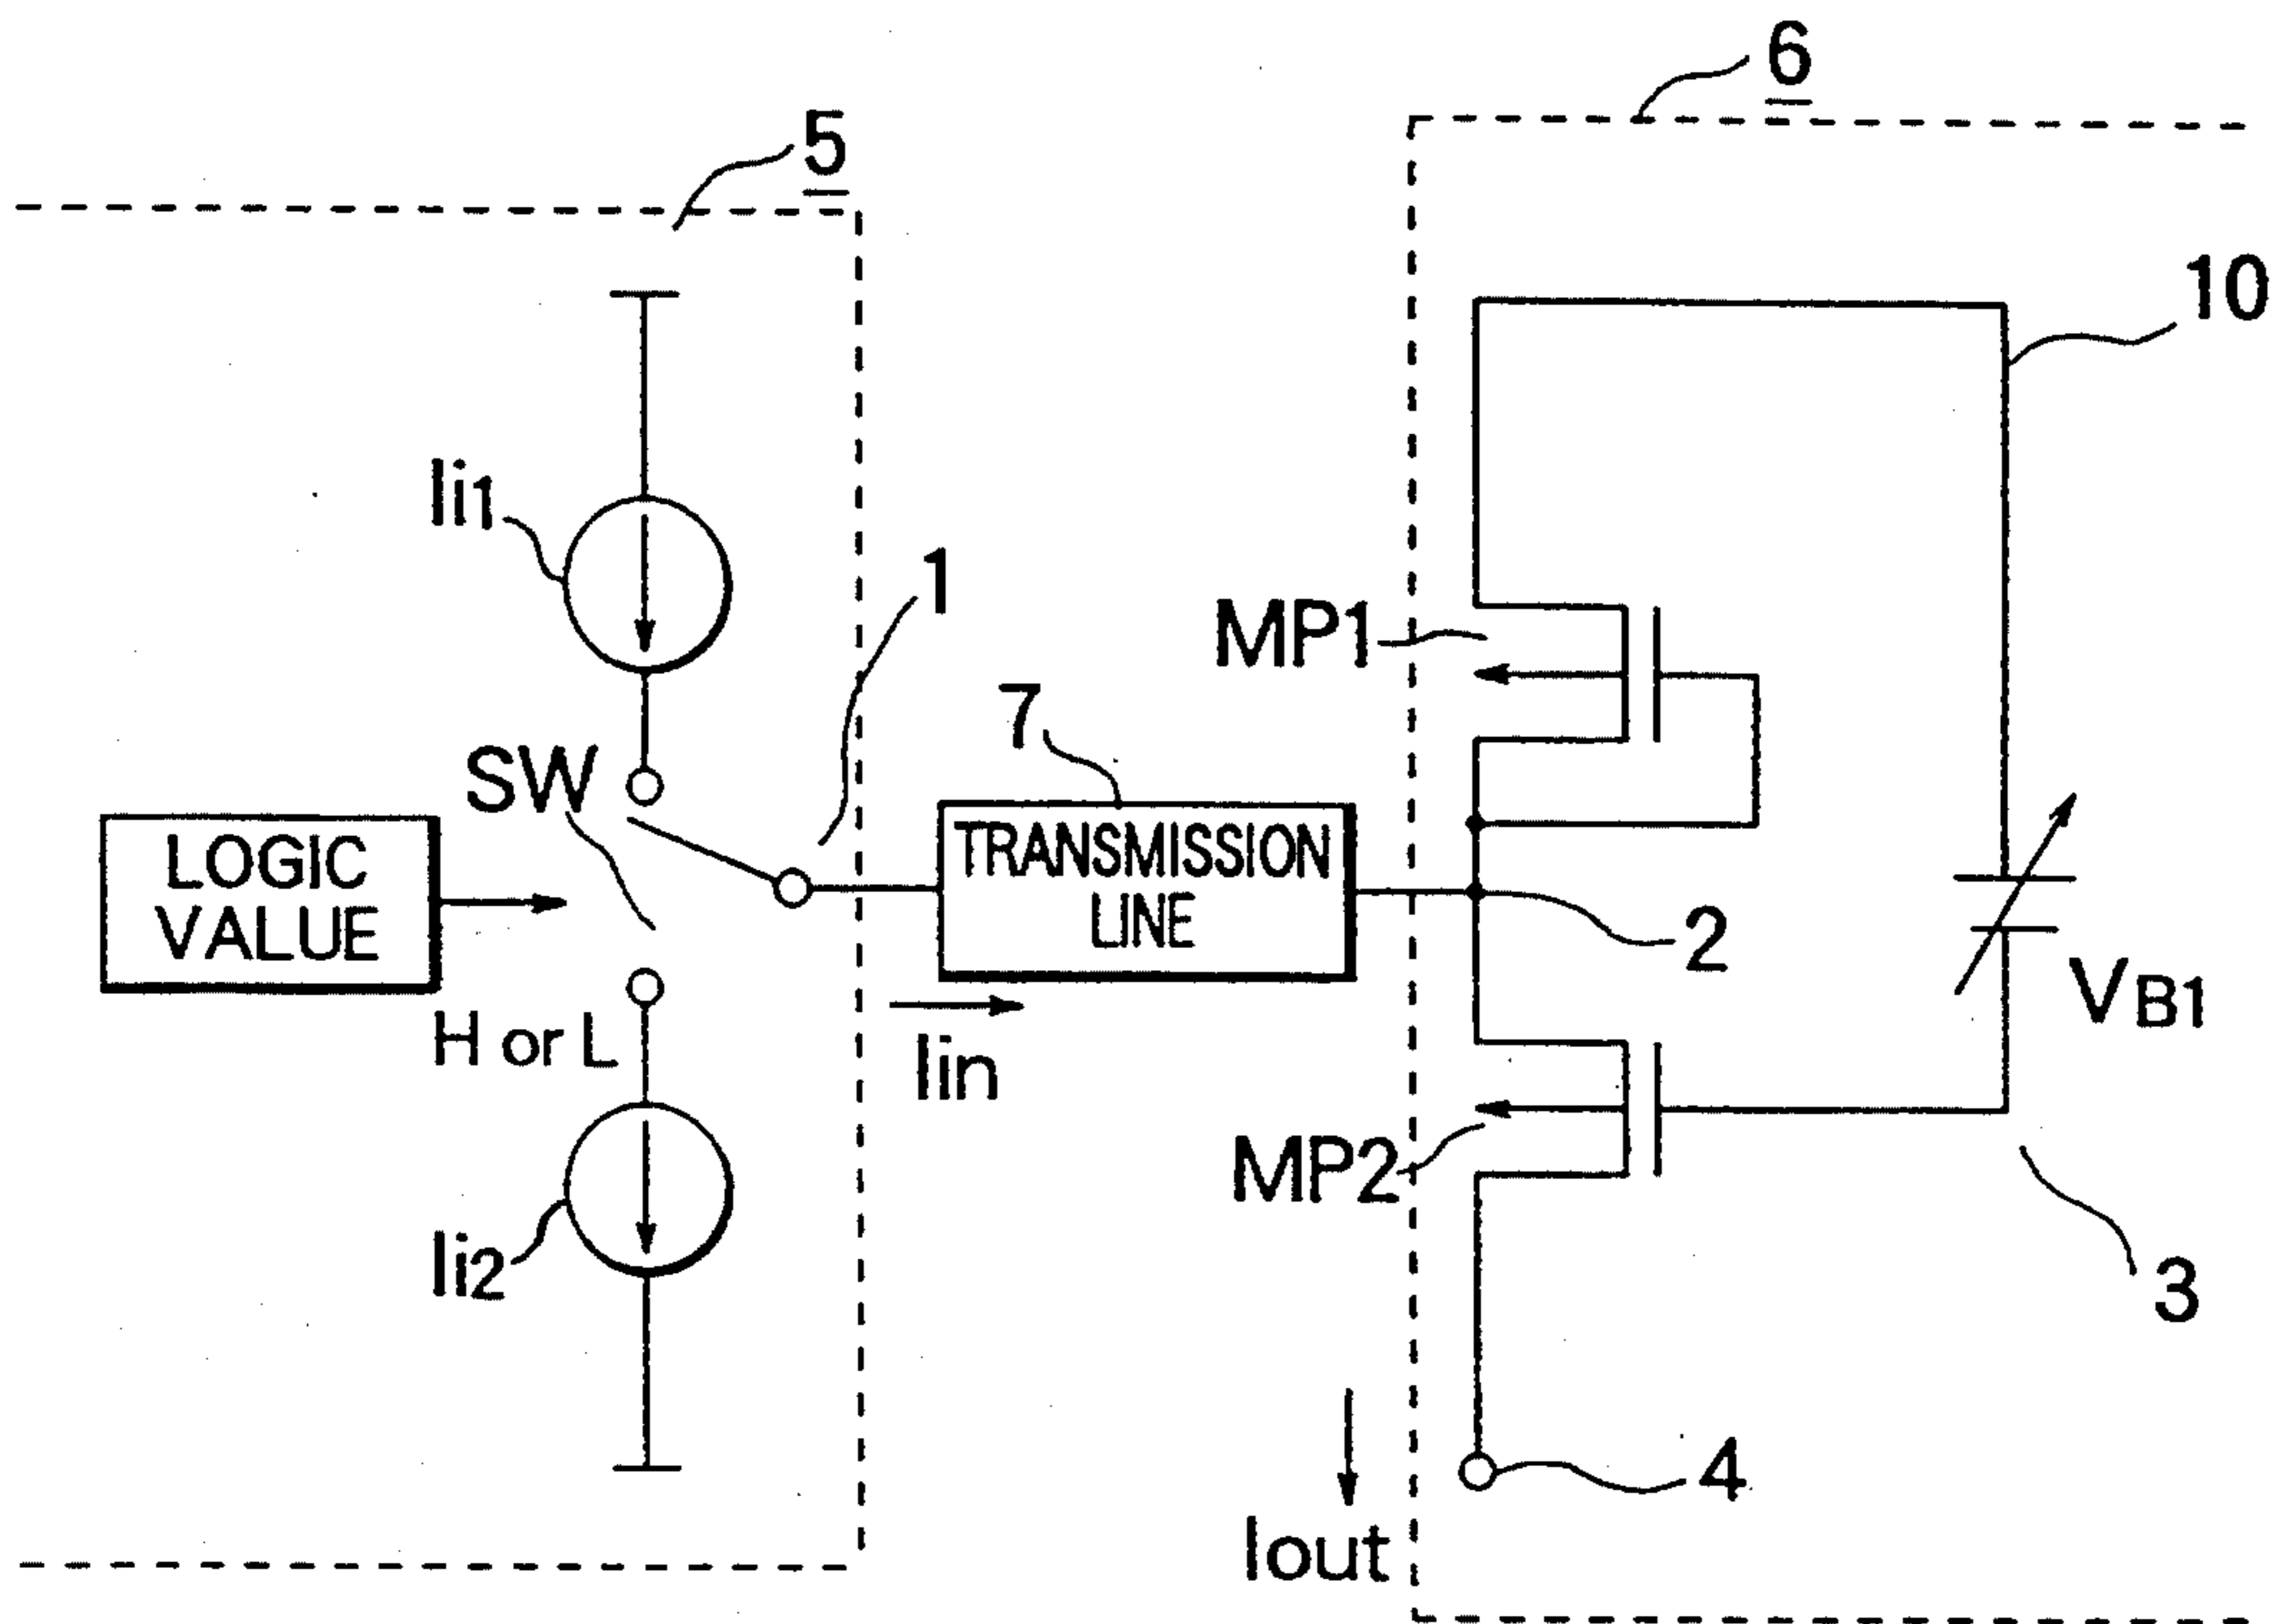 6
5
10
Ii1
1
MP1
7
SW
LOGIC
VALUE
TRANSMISSION
LINE
2
VB1
H or L
Iin
MP2
Ii2
3
4
Iout